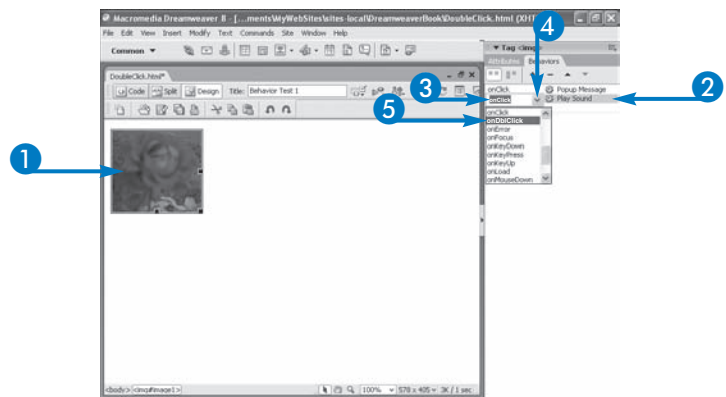 Macromedia Dreamweaver 8 - [...ments\MyWebSites\sites-local\DreamweaverBook\DoubleClick.html (XHT
4
File Edit View Insert Modify Text Commands Site Window Help
Common
Tag <img>
Attributes Behaviors
DoubleClick.html*
3
2
Code Split Design Title: Behavior Test 1
onClick Popup Message
onClick Play Sound
5
onClick
onDblClick
onError
onFocus
onKeyDown
onKeyPress
onKeyUp
onLoad
onMouseDown
1
<body> <img#image1> 100% 578 x 405 3K / 1 sec